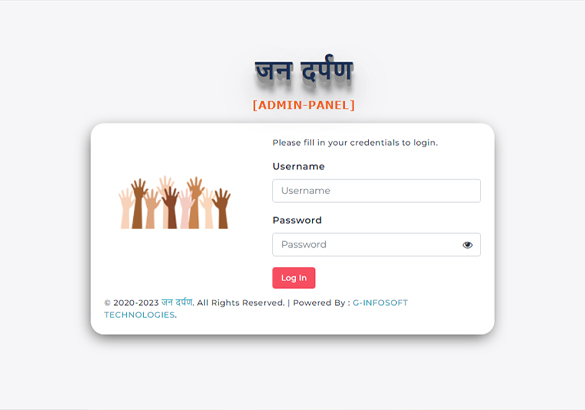 जन दर्पण
[ADMIN-PANEL]
Please fill in your credentials to login.
Username
Username
Password
Password
Log In
© 2020-2023 जन दर्पण. All Rights Reserved. | Powered By : G-INFOSOFT
TECHNOLOGIES.